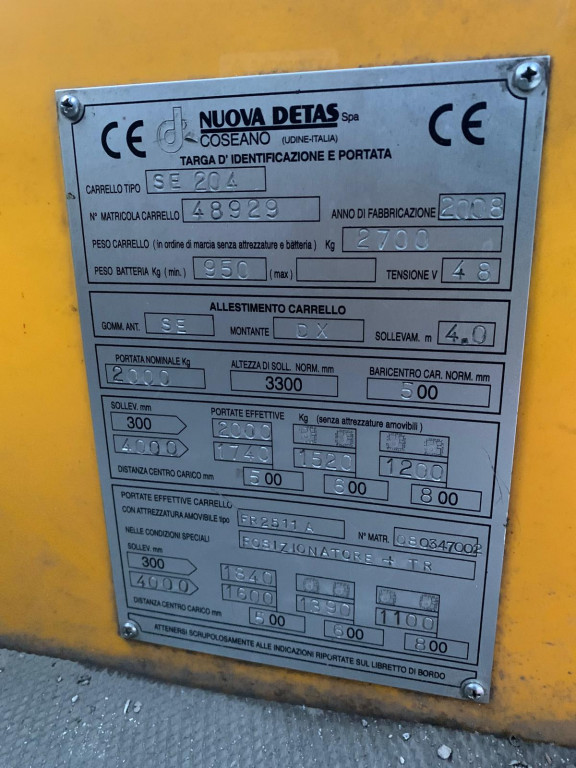 CE d NUOVA DETAS Spa CE
COSEANO (UDINE-ITALIA)
TARGA D'IDENTIFICAZIONE E PORTATA
CARRELLO TIPO SE 204
N° MATRICOLA CARRELLO 48929 ANNO DI FABBRICAZIONE 2008
PESO CARRELLO (in ordine di marcia senza attrezzature e batteria) Kg 2700
PESO BATTERIA Kg (min.) 950 (max) TENSIONE V 48
ALLESTIMENTO CARRELLO
GOMM. ANT. SE MONTANTE DX SOLLEVAM. m 4.0
PORTATA NOMINALE Kg ALTEZZA DI SOLL. NORM. mm BARICENTRO CAR. NORM. mm
2000 3300 500
SOLLEV. mm PORTATE EFFETTIVE Kg (senza attrezzature amovibili)
300 2000
4000 1740 1520 1200
DISTANZA CENTRO CARICO mm 500 600 800
PORTATE EFFETTIVE CARRELLO
CON ATTREZZATURA AMOVIBILE tipo FR2511A N° MATR. 080347002
NELLE CONDIZIONI SPECIALI POSIZIONATORE + TR
SOLLEV. mm
300 1840
4000 1600 1390 1100
DISTANZA CENTRO CARICO mm 500 600 800
ATTENERSI SCRUPOLOSAMENTE ALLE INDICAZIONI RIPORTATE SUL LIBRETTO DI BORDO